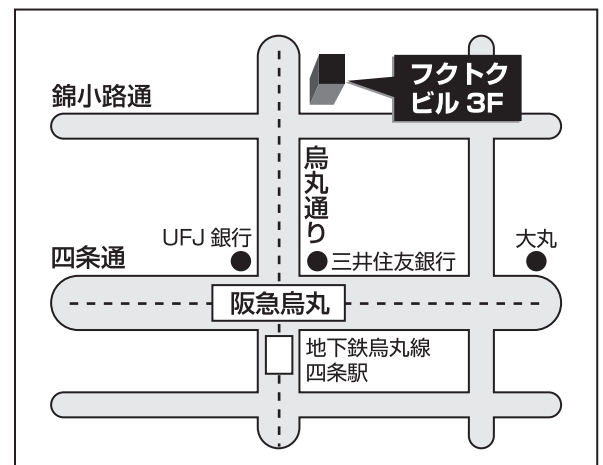 フクトク
ビル 3F
錦小路通
烏丸通り
UFJ 銀行
四条通
三井住友銀行
大丸
阪急烏丸
地下鉄烏丸線
四条駅